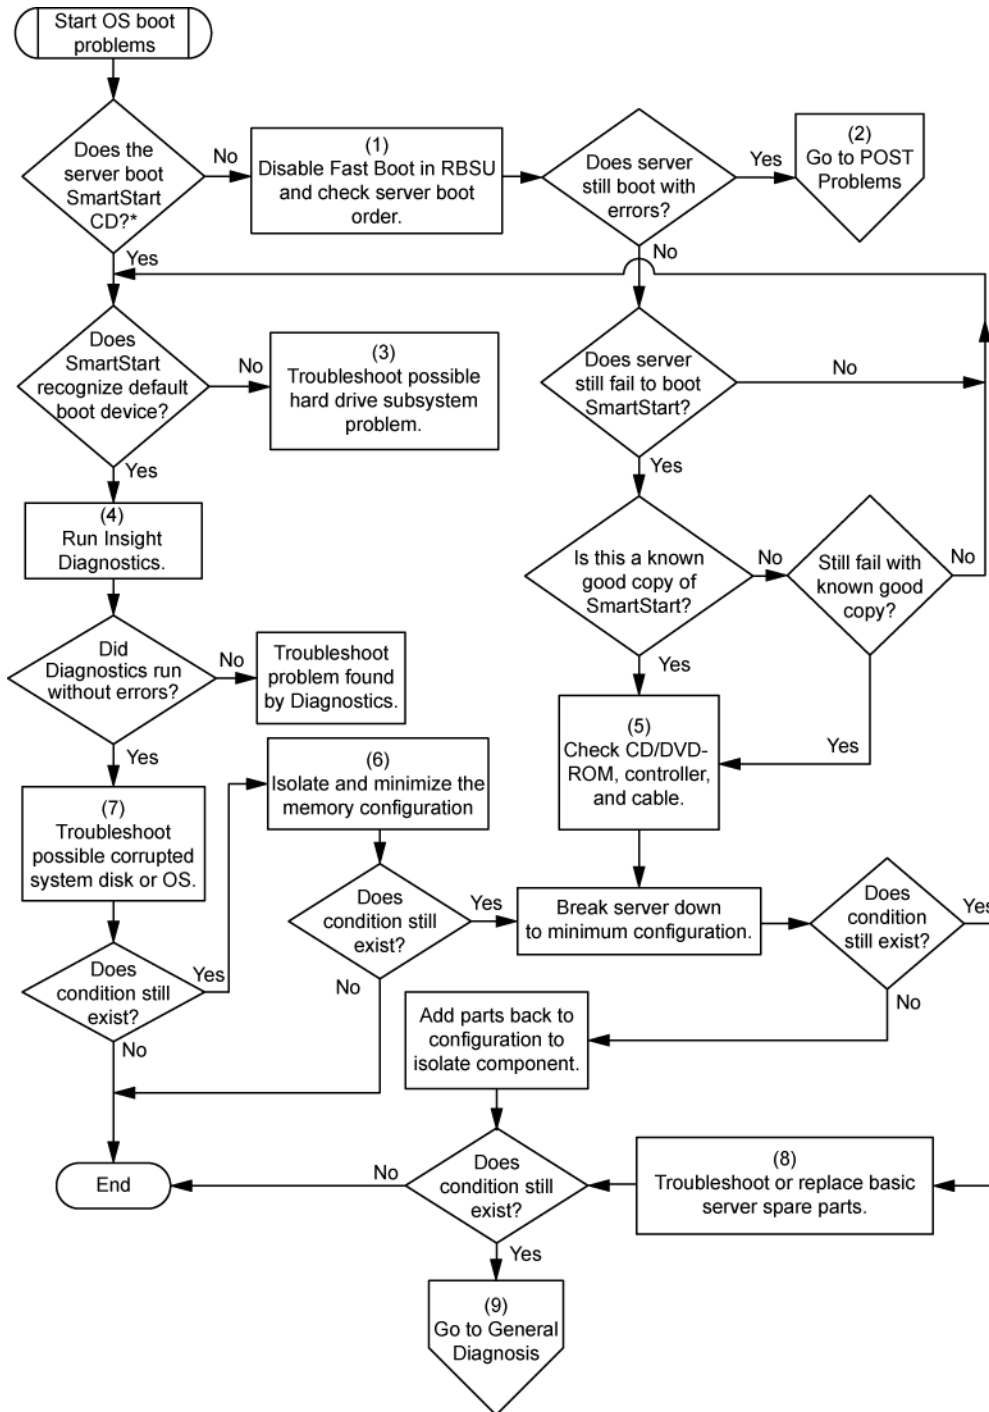 Start OS boot
problems
Does the
server boot
SmartStart
CD?*
No
Yes
(1)
Disable Fast Boot in RBSU
and check server boot
order.
Does server
still boot with
errors?
Yes
No
(2)
Go to POST
Problems
Does
SmartStart
recognize default
boot device?
No
Yes
(3)
Troubleshoot possible
hard drive subsystem
problem.
Does server
still fail to boot
SmartStart?
No
Yes
(4)
Run Insight
Diagnostics.
Is this a known
good copy of
SmartStart?
No
Yes
Still fail with
known good
copy?
No
Yes
Did
Diagnostics run
without errors?
No
Yes
Troubleshoot
problem found
by Diagnostics.
(5)
Check CD/DVD-
ROM, controller,
and cable.
(6)
Isolate and minimize the
memory configuration
(7)
Troubleshoot
possible corrupted
system disk or OS.
Does
condition still
exist?
Yes
No
Break server down
to minimum configuration.
Does
condition
still exist?
Yes
No
Does
condition still
exist?
Yes
No
Add parts back to
configuration to
isolate component.
End
No
Does
condition still
exist?
Yes
(8)
Troubleshoot or replace basic
server spare parts.
(9)
Go to General
Diagnosis